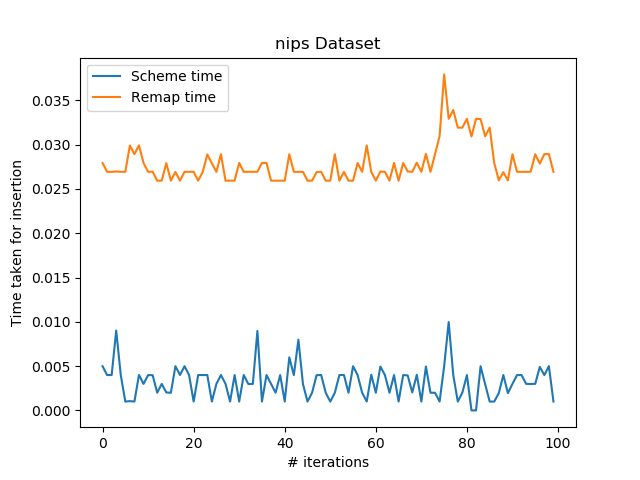 nips Dataset
Scheme time
Remap time
Time taken for insertion
0.035
0.030
0.025
0.020
0.015
0.010
0.005
0.000
0 20 40 60 80 100
# iterations